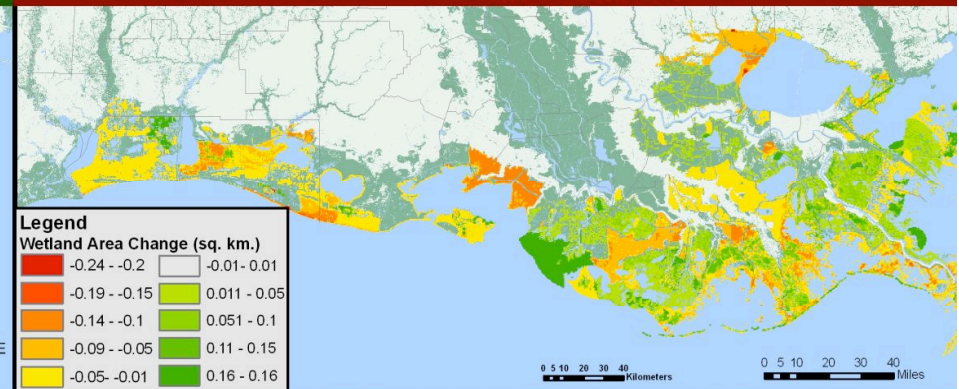 Legend
Wetland Area Change (sq. km.)
-0.24 - -0.2
-0.01- 0.01
-0.19 - -0.15
0.011 - 0.05
-0.14 - -0.1
0.051 - 0.1
-0.09 - -0.05
0.11 - 0.15
-0.05- -0.01
0.16 - 0.16
E
0 5 10 20 30 40
Kilometers
0 5 10 20 30 40
Miles